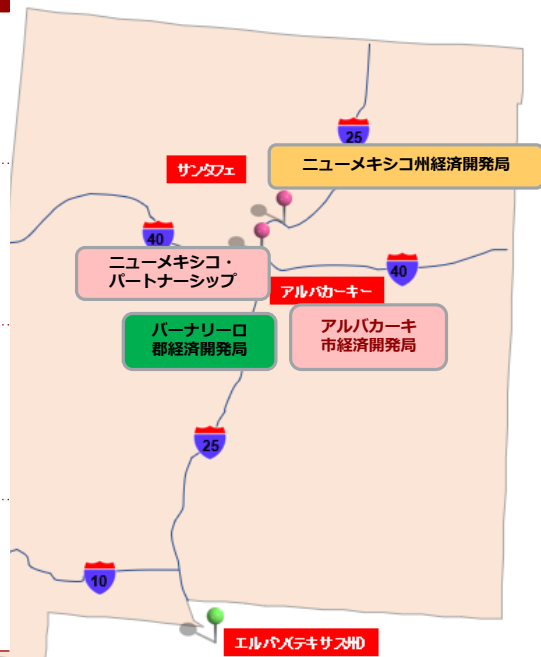 25
ニューメキシコ州経済開発局
サンタフェ
40
ニューメキシコ・
パートナーシップ
40
アルバカーキー
バーナリーロ
郡経済開発局
アルバカーキ
市経済開発局
25
10
エルパソ(テキサス州)